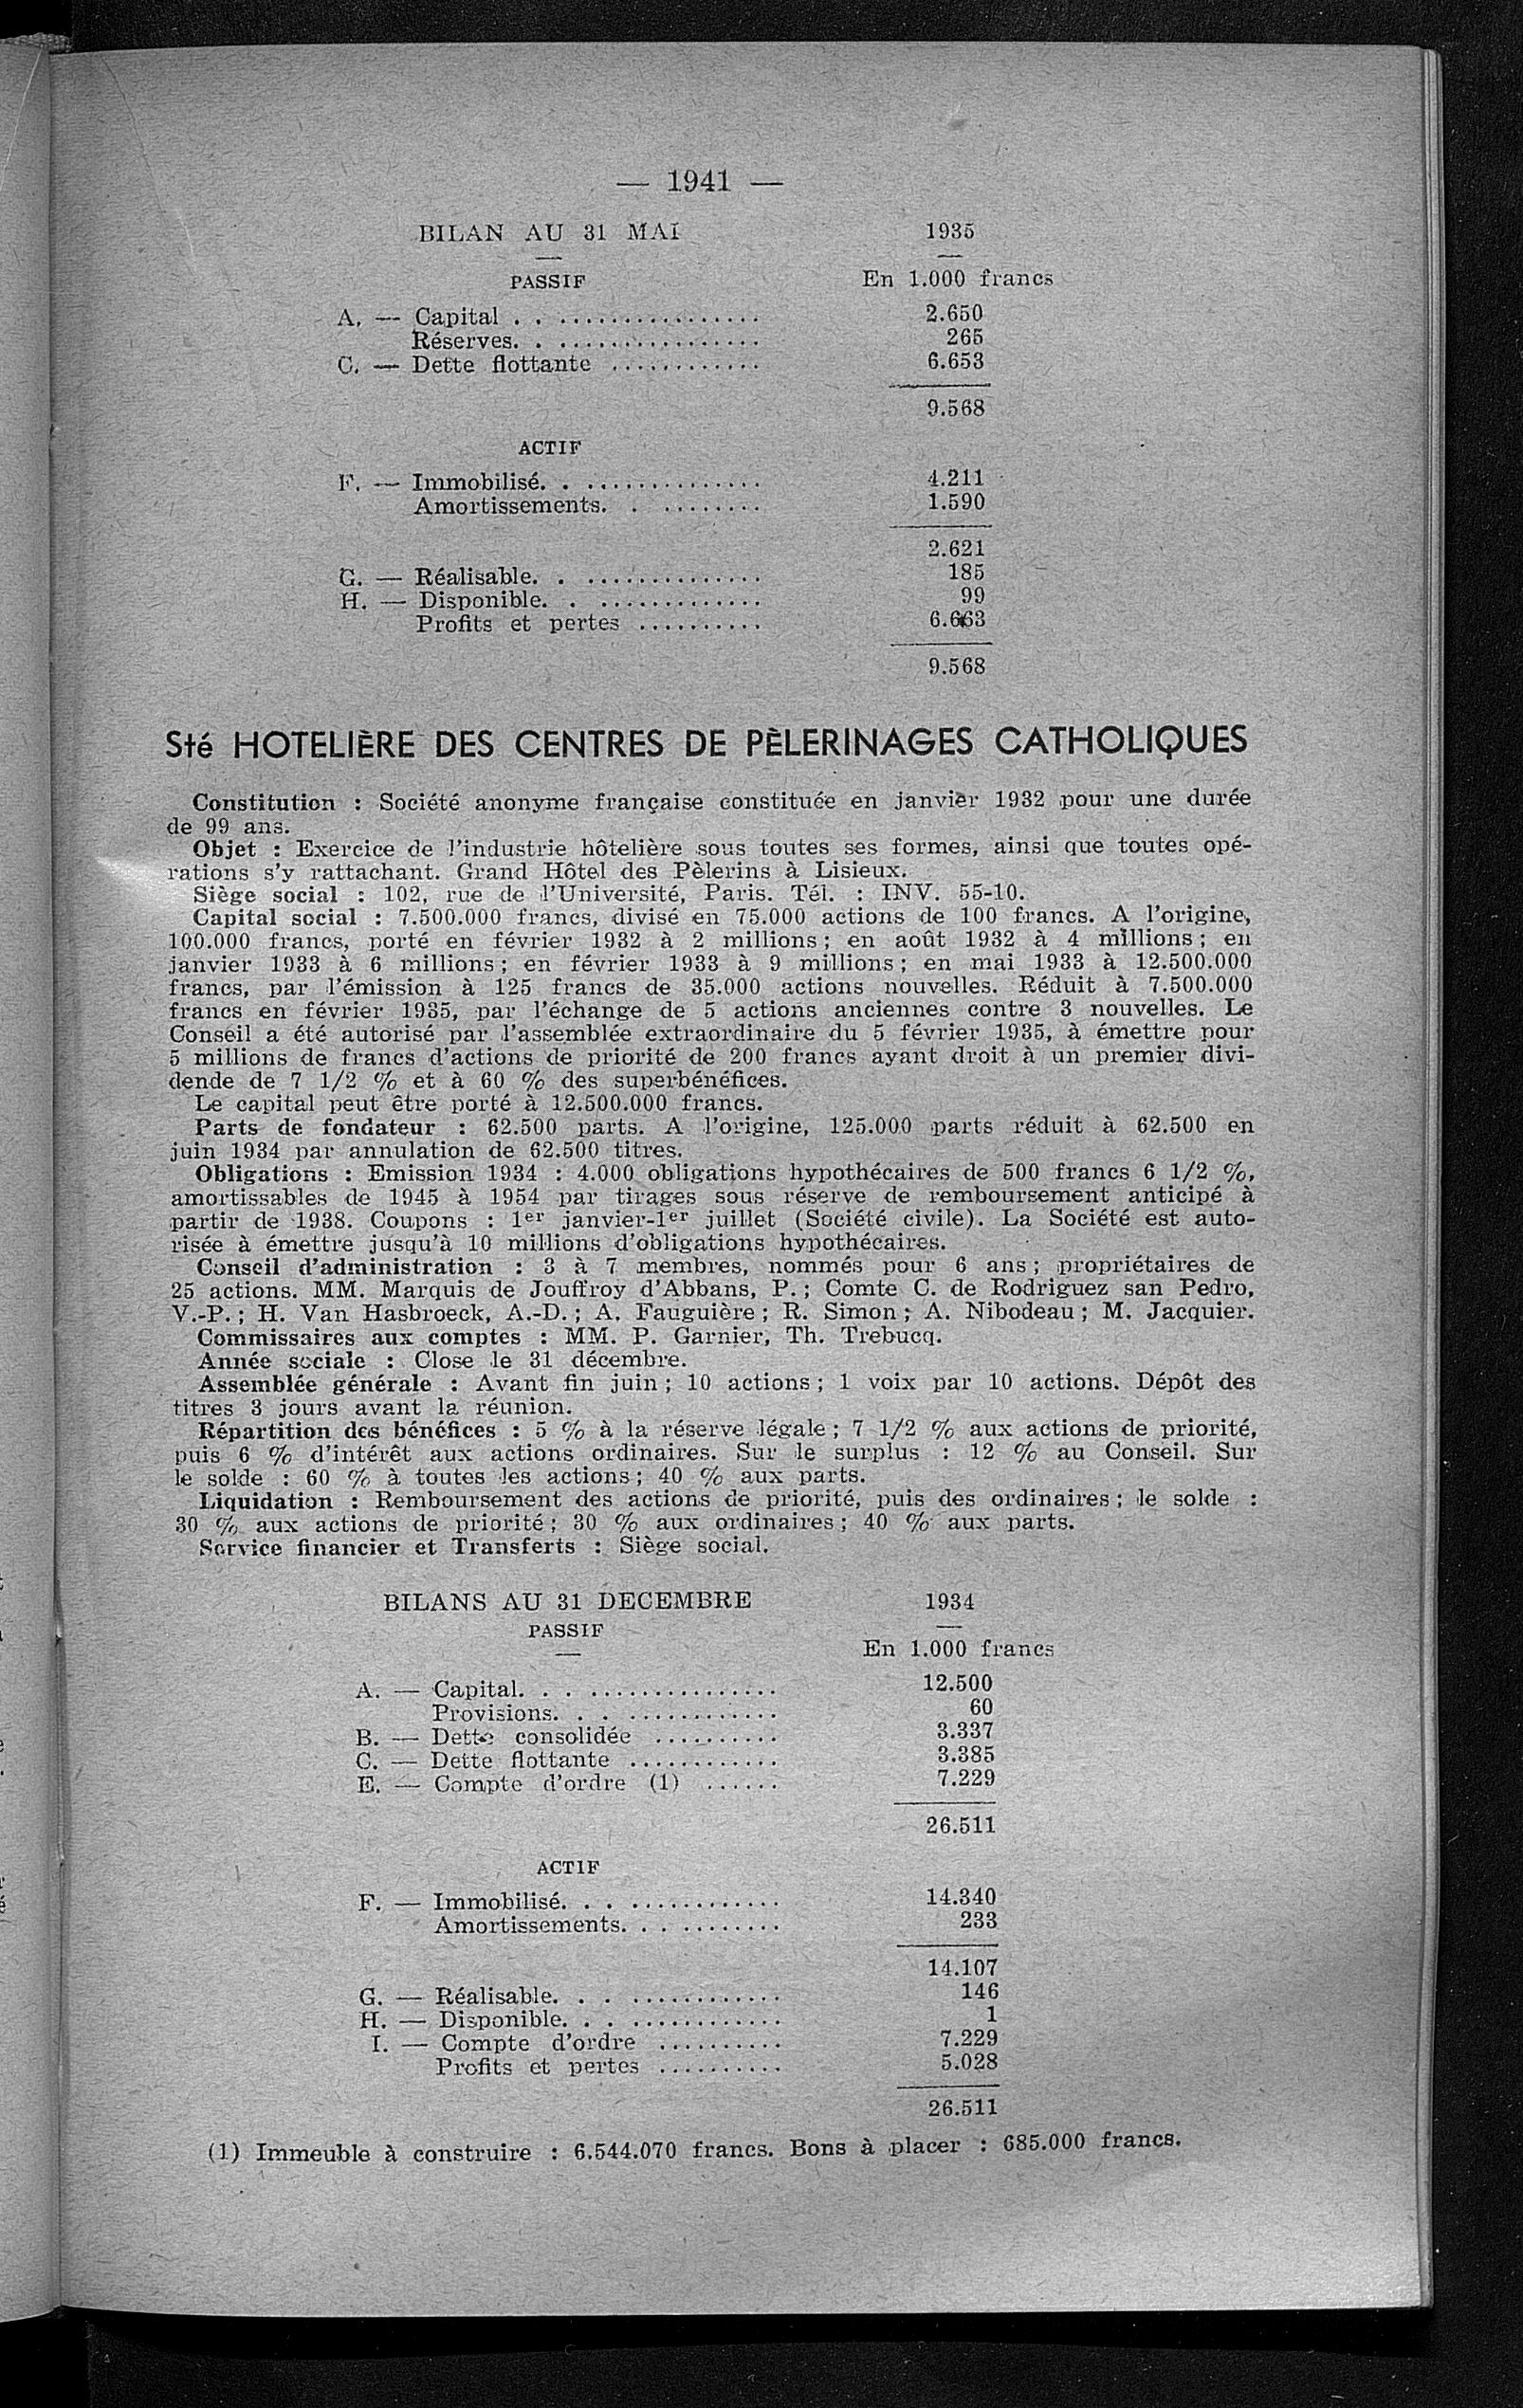 — 1941 —
BILAN AU 31 MAI 1935
PASSIF En 1.000 francs
A. — Capital . . ................ 2.650
Réserves. . ................ 265
C. — Dette flottante ............ 6.653
9.568
ACTIF
F. — Immobilisé. . .............. 4.211
Amortissements. . ........ 1.590
2.621
G. — Réalisable. . .............. 185
H. — Disponible. . ............. 99
Profits et pertes .......... 6.663
9.568
Sté HOTELIÈRE DES CENTRES DE PÈLERINAGES CATHOLIQUES
Constitution : Société anonyme française constituée en janvier 1932 pour une durée
de 99 ans.
Objet : Exercice de l'industrie hôtelière sous toutes ses formes, ainsi que toutes opé-
rations s'y rattachant. Grand Hôtel des Pèlerins à Lisieux.
Siège social : 102, rue de l'Université, Paris. Tél. : INV. 55-10.
Capital social : 7.500.000 francs, divisé en 75.000 actions de 100 francs. A l'origine,
100.000 francs, porté en février 1932 à 2 millions; en août 1932 à 4 millions; en
janvier 1933 à 6 millions; en février 1933 à 9 millions; en mai 1933 à 12.500.000
francs, par l'émission à 125 francs de 35.000 actions nouvelles. Réduit à 7.500.000
francs en février 1935, par l'échange de 5 actions anciennes contre 3 nouvelles. Le
Conseil a été autorisé par l'assemblée extraordinaire du 5 février 1935, à émettre pour
5 millions de francs d'actions de priorité de 200 francs ayant droit à un premier divi-
dende de 7 1/2 % et à 60 % des superbénéfices.
Le capital peut être porté à 12.500.000 francs.
Parts de fondateur : 62.500 parts. A l'origine, 125.000 parts réduit à 62.500 en
juin 1934 par annulation de 62.500 titres.
Obligations : Emission 1934 : 4.000 obligations hypothécaires de 500 francs 6 1/2 %,
amortissables de 1945 à 1954 par tirages sous réserve de remboursement anticipé à
partir de 1938. Coupons : 1er janvier-1er juillet (Société civile). La Société est auto-
risée à émettre jusqu'à 10 millions d'obligations hypothécaires.
Conseil d'administration : 3 à 7 membres, nommés pour 6 ans; propriétaires de
25 actions. MM. Marquis de Jouffroy d'Abbans, P.; Comte C. de Rodriguez san Pedro,
V.-P.; H. Van Hasbroeck, A.-D.; A. Fauguière; R. Simon; A. Nibodeau; M. Jacquier.
Commissaires aux comptes : MM. P. Garnier, Th. Trebucq.
Année sociale : Close le 31 décembre.
Assemblée générale : Avant fin juin; 10 actions; 1 voix par 10 actions. Dépôt des
titres 3 jours avant la réunion.
Répartition des bénéfices : 5 % à la réserve légale; 7 1/2 % aux actions de priorité,
puis 6 % d'intérêt aux actions ordinaires. Sur le surplus : 12 % au Conseil. Sur
le solde : 60 % à toutes les actions; 40 % aux parts.
Liquidation : Remboursement des actions de priorité, puis des ordinaires; le solde :
30 % aux actions de priorité; 30 % aux ordinaires; 40 % aux parts.
Service financier et Transferts : Siège social.
BILANS AU 31 DECEMBRE 1934
PASSIF
En 1.000 francs
A. — Capital. . . ............... 12.500
Provisions. . . ............ 60
B. — Dette consolidée .......... 3.337
C. — Dette flottante ............ 3.385
E. — Compte d'ordre (1) ...... 7.229
26.511
ACTIF
F. — Immobilisé. . . ............ 14.340
Amortissements. . . ........ 233
14.107
G. — Réalisable. . . ............ 146
H. — Disponible. . . ............ 1
I. — Compte d'ordre .......... 7.229
Profits et pertes .......... 5.028
26.511
(1) Immeuble à construire : 6.544.070 francs. Bons à placer : 685.000 francs.